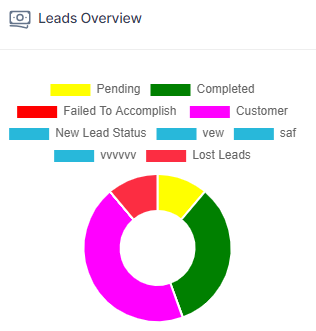 Leads Overview
Pending Completed
Failed To Accomplish Customer
New Lead Status vew saf
vvvvvv Lost Leads